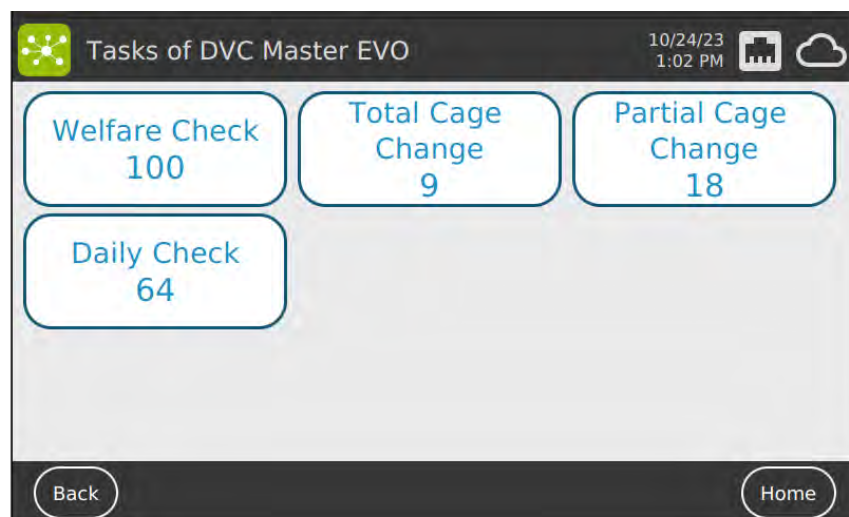 Tasks of DVC Master EVO
10/24/23
1:02 PM
Welfare Check
100
Total Cage
Change
9
Partial Cage
Change
18
Daily Check
64
Back
Home